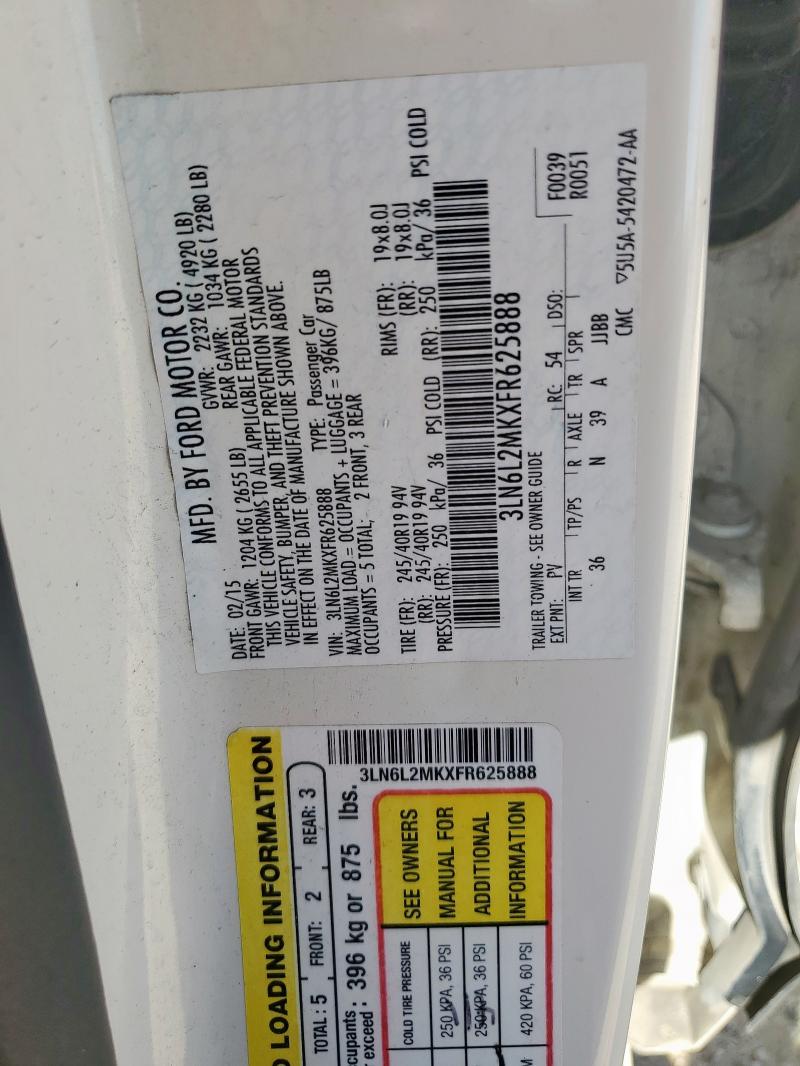 MFD. BY FORD MOTOR CO.
DATE: 02/15 GVWR: 2232 KG ( 4920 LB)
FRONT GAWR: 1204 KG ( 2655 LB) REAR GAWR: 1034 KG ( 2280 LB)
THIS VEHICLE CONFORMS TO ALL APPLICABLE FEDERAL MOTOR
VEHICLE SAFETY, BUMPER, AND THEFT PREVENTION STANDARDS
IN EFFECT ON THE DATE OF MANUFACTURE SHOWN ABOVE.
VIN: 3LN6L2MKXFR625888 TYPE: Passenger Car
MAXIMUM LOAD = OCCUPANTS + LUGGAGE = 396KG/ 875LB
OCCUPANTS = 5 TOTAL; 2 FRONT, 3 REAR
TIRE (FR): 245/40R19 94V RIMS (FR): 19x8.0J
(RR): 245/40R19 94V (RR): 19x8.0J
PRESSURE (FR): 250 kPa/ 36 PSI COLD (RR): 250 kPa/ 36 PSI COLD
3LN6L2MKXFR625888
TRAILER TOWING - SEE OWNER GUIDE F0039
EXT PNT: PV RC: 54 DSO: R0051
INT TR TP/PS R AXLE TR SPR
36 N 39 A JJBB
CMC ▽5U5A-5420472-AA
LOADING INFORMATION
TOTAL: 5 FRONT: 2 REAR: 3
exceed: 396 kg or 875 lbs.
3LN6L2MKXFR625888
COLD TIRE PRESSURE SEE OWNERS
250 KPA, 36 PSI MANUAL FOR
250 KPA, 36 PSI ADDITIONAL
420 KPA, 60 PSI INFORMATION